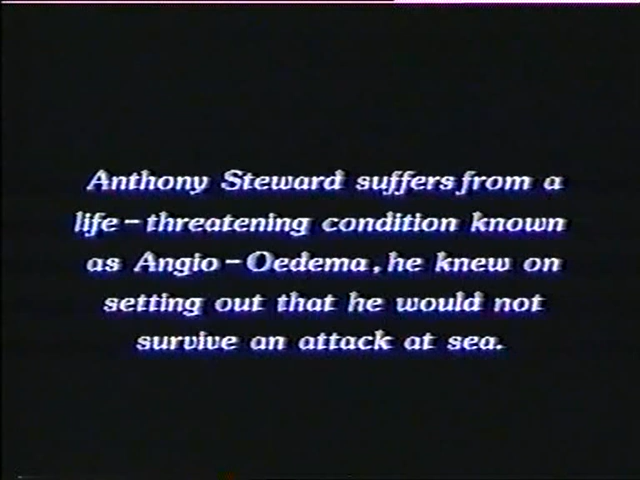 Anthony Steward suffers from a
life-threatening condition known
as Angio-Oedema, he knew on
setting out that he would not
survive an attack at sea.